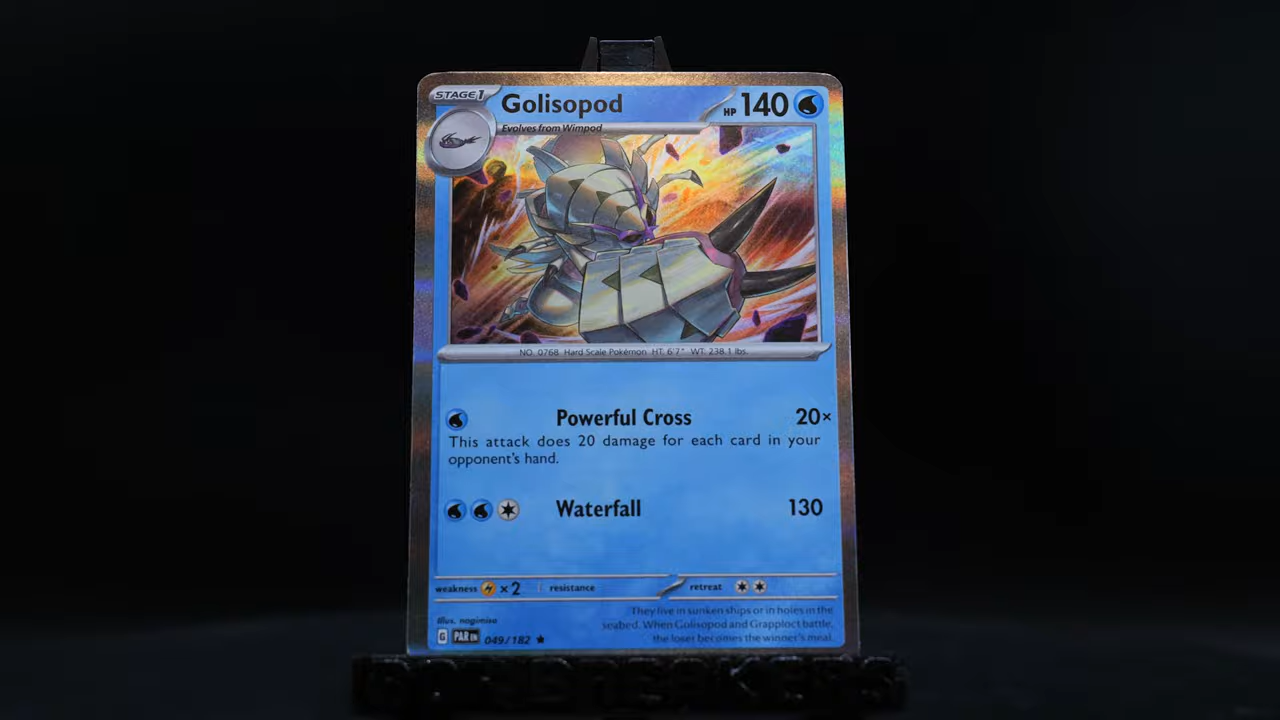 STAGE1 Golisopod HP 140
Evolves from Wimpod
NO. 0768 Hard Scale Pokémon HT: 6'7" WT: 238.1 lbs.
Powerful Cross 20×
This attack does 20 damage for each card in your
opponent's hand.
Waterfall 130
weakness ×2 resistance retreat
They live in sunken ships or in holes in the
seabed. When Golisopod and Grapploct battle,
the loser becomes the winner's meal.
Illus. nagimiso
G PAR EN 049/182